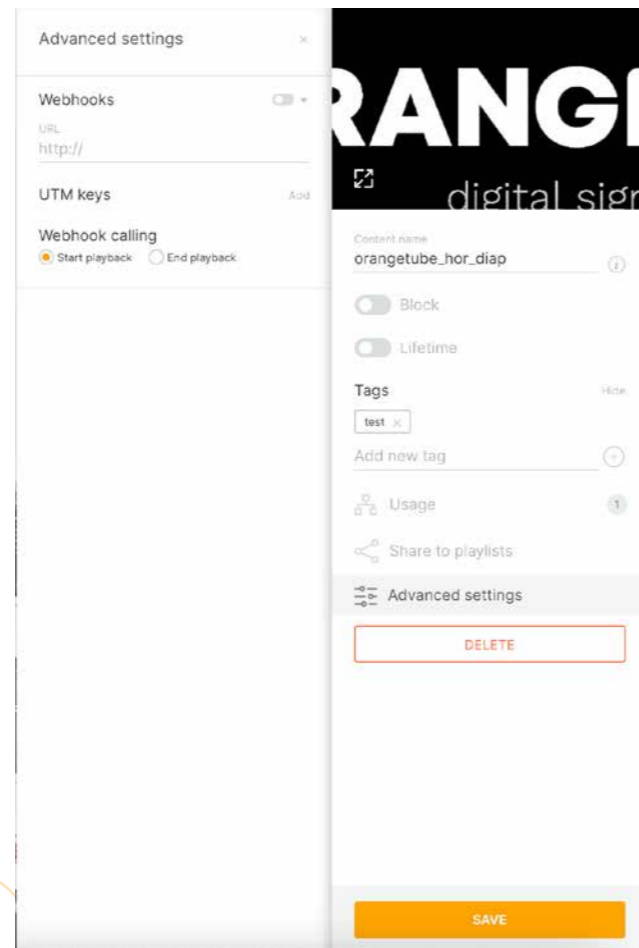 Advanced settings
Webhooks
URL
http://
UTM keys
Add
Webhook calling
Start playback
End playback
RANGE
digital sign
Content name
orangetube_hor_diap
Block
Lifetime
Tags
Hide
test
Add new tag
Usage
1
Share to playlists
Advanced settings
DELETE
SAVE